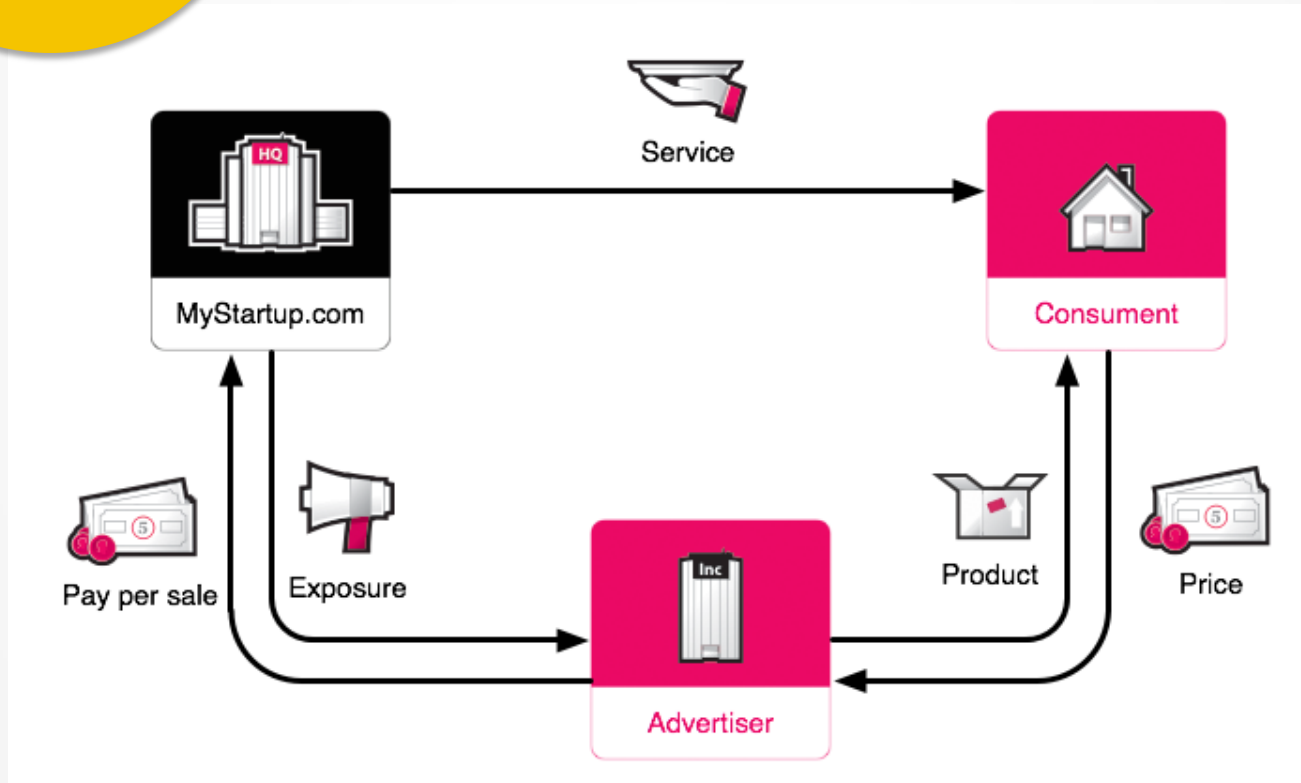 Service
HQ
MyStartup.com
Consument
5
Pay per sale
Exposure
Inc
Product
5
Price
Advertiser